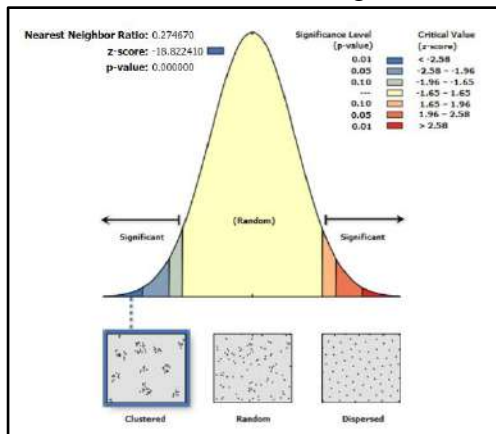 Nearest Neighbor Ratio: 0.274670
z-score: -18.822410
p-value: 0.000000
Significance Level (p-value)
Critical Value (z-score)
0.01 < -2.58
0.05 -2.58 – -1.96
0.10 -1.96 – -1.65
--- -1.65 – 1.65
0.10 1.65 – 1.96
0.05 1.96 – 2.58
0.01 > 2.58
(Random)
Significant
Significant
Clustered
Random
Dispersed